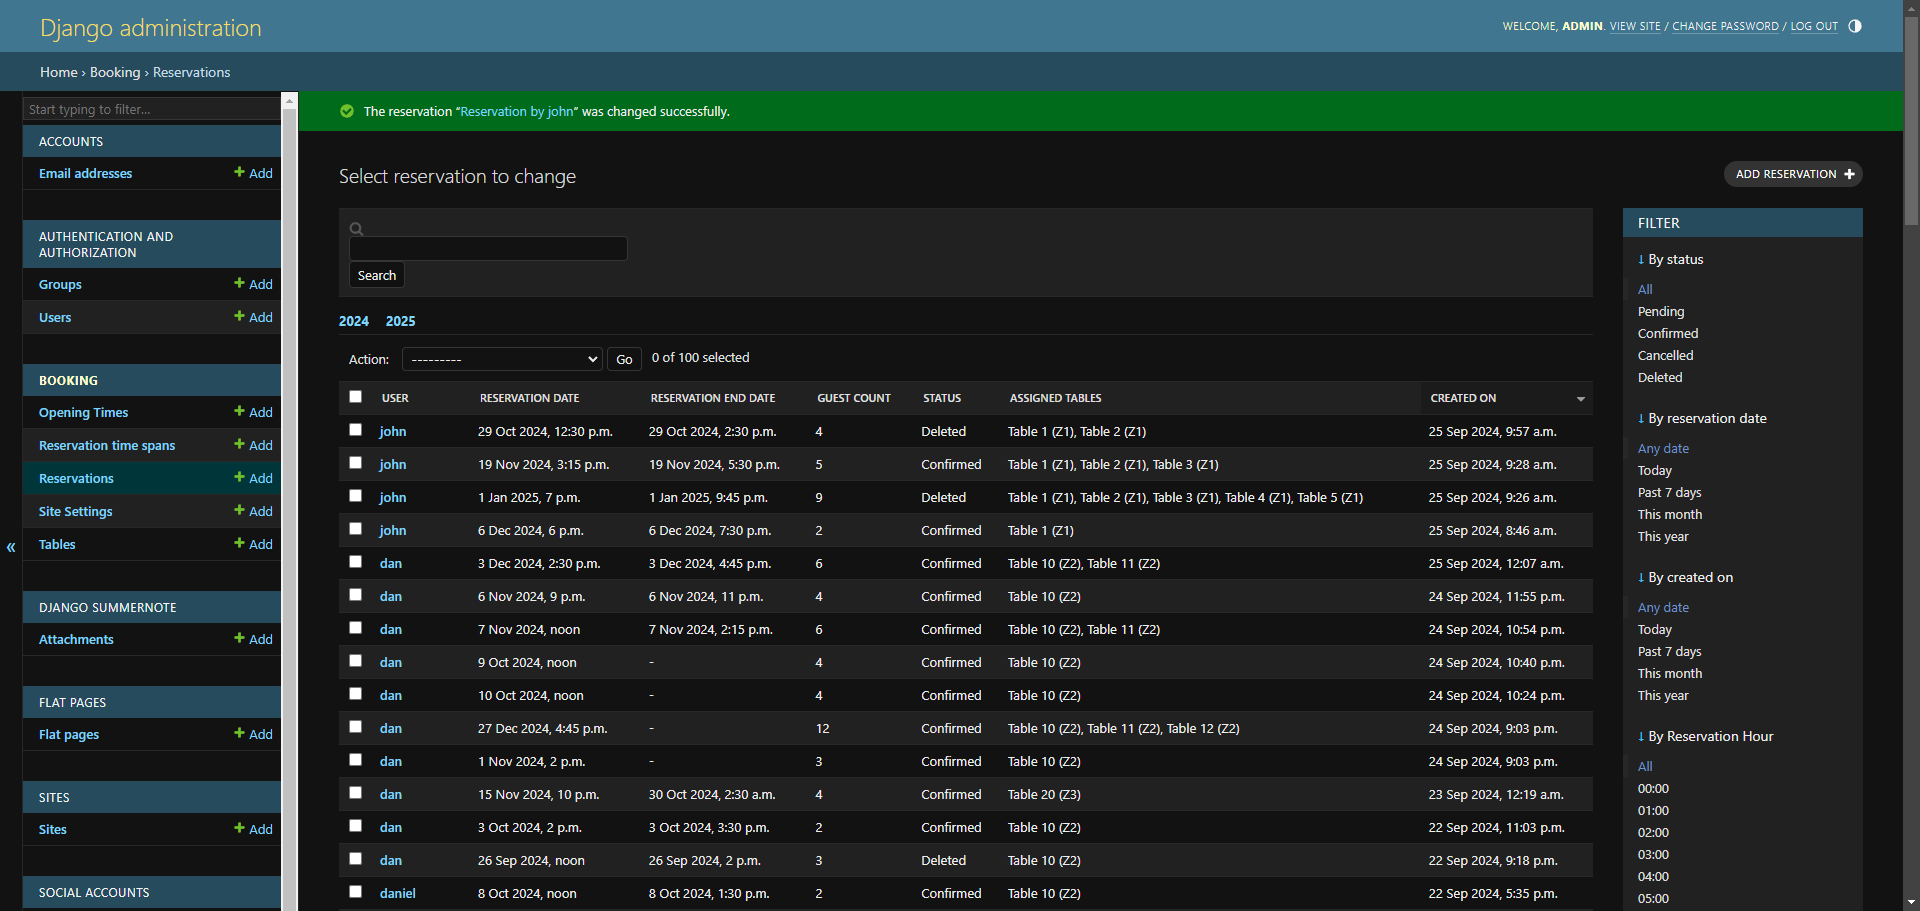 Django administration
WELCOME, ADMIN. VIEW SITE / CHANGE PASSWORD / LOG OUT
Home › Booking › Reservations
Start typing to filter...
ACCOUNTS
Email addresses Add
AUTHENTICATION AND
AUTHORIZATION
Groups Add
Users Add
BOOKING
Opening Times Add
Reservation time spans Add
Reservations Add
Site Settings Add
Tables Add
«
DJANGO SUMMERNOTE
Attachments Add
FLAT PAGES
Flat pages Add
SITES
Sites Add
SOCIAL ACCOUNTS
The reservation “Reservation by john” was changed successfully.
Select reservation to change
ADD RESERVATION
Search
2024 2025
Action: --------- Go 0 of 100 selected
USER RESERVATION DATE RESERVATION END DATE GUEST COUNT STATUS ASSIGNED TABLES CREATED ON
john 29 Oct 2024, 12:30 p.m. 29 Oct 2024, 2:30 p.m. 4 Deleted Table 1 (Z1), Table 2 (Z1) 25 Sep 2024, 9:57 a.m.
john 19 Nov 2024, 3:15 p.m. 19 Nov 2024, 5:30 p.m. 5 Confirmed Table 1 (Z1), Table 2 (Z1), Table 3 (Z1) 25 Sep 2024, 9:28 a.m.
john 1 Jan 2025, 7 p.m. 1 Jan 2025, 9:45 p.m. 9 Deleted Table 1 (Z1), Table 2 (Z1), Table 3 (Z1), Table 4 (Z1), Table 5 (Z1) 25 Sep 2024, 9:26 a.m.
john 6 Dec 2024, 6 p.m. 6 Dec 2024, 7:30 p.m. 2 Confirmed Table 1 (Z1) 25 Sep 2024, 8:46 a.m.
dan 3 Dec 2024, 2:30 p.m. 3 Dec 2024, 4:45 p.m. 6 Confirmed Table 10 (Z2), Table 11 (Z2) 25 Sep 2024, 12:07 a.m.
dan 6 Nov 2024, 9 p.m. 6 Nov 2024, 11 p.m. 4 Confirmed Table 10 (Z2) 24 Sep 2024, 11:55 p.m.
dan 7 Nov 2024, noon 7 Nov 2024, 2:15 p.m. 6 Confirmed Table 10 (Z2), Table 11 (Z2) 24 Sep 2024, 10:54 p.m.
dan 9 Oct 2024, noon - 4 Confirmed Table 10 (Z2) 24 Sep 2024, 10:40 p.m.
dan 10 Oct 2024, noon - 4 Confirmed Table 10 (Z2) 24 Sep 2024, 10:24 p.m.
dan 27 Dec 2024, 4:45 p.m. - 12 Confirmed Table 10 (Z2), Table 11 (Z2), Table 12 (Z2) 24 Sep 2024, 9:03 p.m.
dan 1 Nov 2024, 2 p.m. - 3 Confirmed Table 10 (Z2) 24 Sep 2024, 9:03 p.m.
dan 15 Nov 2024, 10 p.m. 30 Oct 2024, 2:30 a.m. 4 Confirmed Table 20 (Z3) 23 Sep 2024, 12:19 a.m.
dan 3 Oct 2024, 2 p.m. 3 Oct 2024, 3:30 p.m. 2 Confirmed Table 10 (Z2) 22 Sep 2024, 11:03 p.m.
dan 26 Sep 2024, noon 26 Sep 2024, 2 p.m. 3 Deleted Table 10 (Z2) 22 Sep 2024, 9:18 p.m.
daniel 8 Oct 2024, noon 8 Oct 2024, 1:30 p.m. 2 Confirmed Table 10 (Z2) 22 Sep 2024, 5:35 p.m.
FILTER
↓ By status
All
Pending
Confirmed
Cancelled
Deleted
↓ By reservation date
Any date
Today
Past 7 days
This month
This year
↓ By created on
Any date
Today
Past 7 days
This month
This year
↓ By Reservation Hour
All
00:00
01:00
02:00
03:00
04:00
05:00